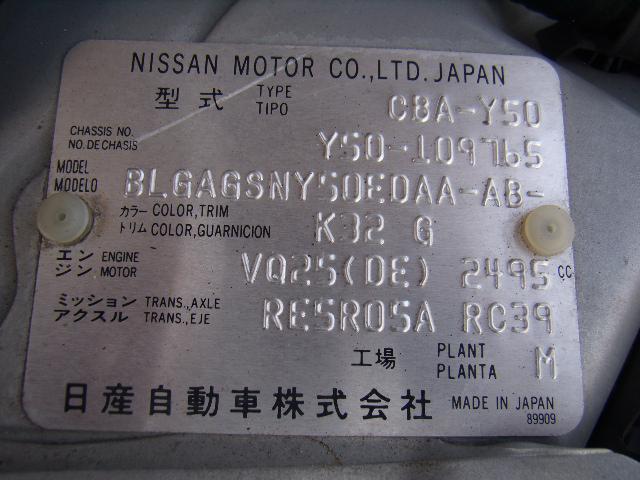 NISSAN MOTOR CO.,LTD. JAPAN
型式 TYPE TIPO CBA-Y50
CHASSIS NO. NO. DE CHASIS Y50-109765
MODEL MODELO BLGAGSNY50EDAA-AB-
カラー COLOR,TRIM K32 G
トリム COLOR,GUARNICION
エンジン ENGINE MOTOR VQ25(DE) 2495 CC
ミッション TRANS.,AXLE RE5R05A RC39
アクスル TRANS.,EJE
工場 PLANT PLANTA M
日産自動車株式会社 MADE IN JAPAN
89909